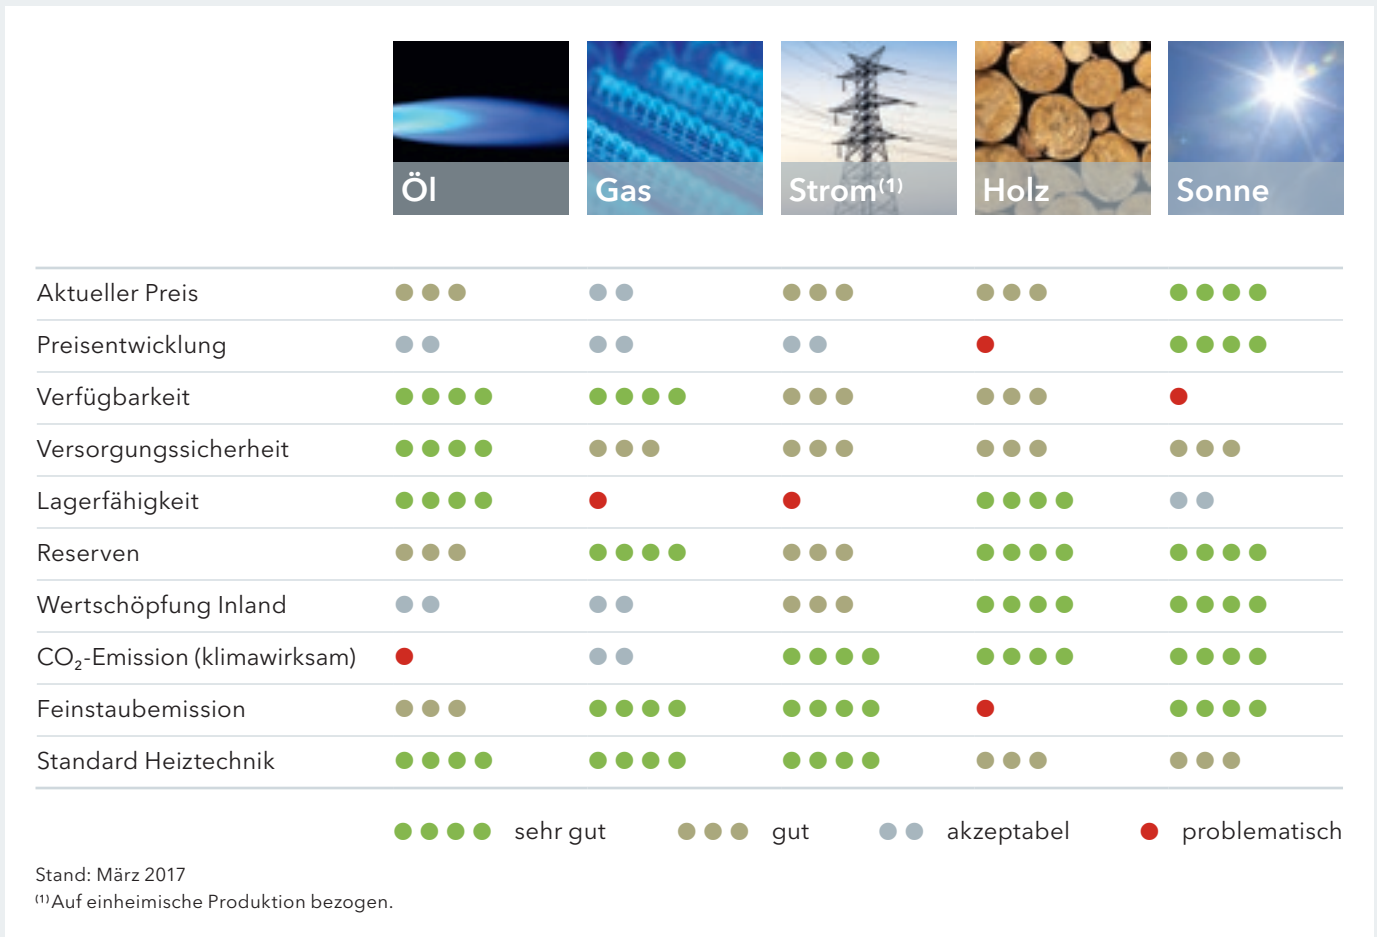 Öl Gas Strom⁽¹⁾ Holz Sonne
Aktueller Preis
Preisentwicklung
Verfügbarkeit
Versorgungssicherheit
Lagerfähigkeit
Reserven
Wertschöpfung Inland
CO₂-Emission (klimawirksam)
Feinstaubemission
Standard Heiztechnik
sehr gut gut akzeptabel problematisch
Stand: März 2017
⁽¹⁾Auf einheimische Produktion bezogen.